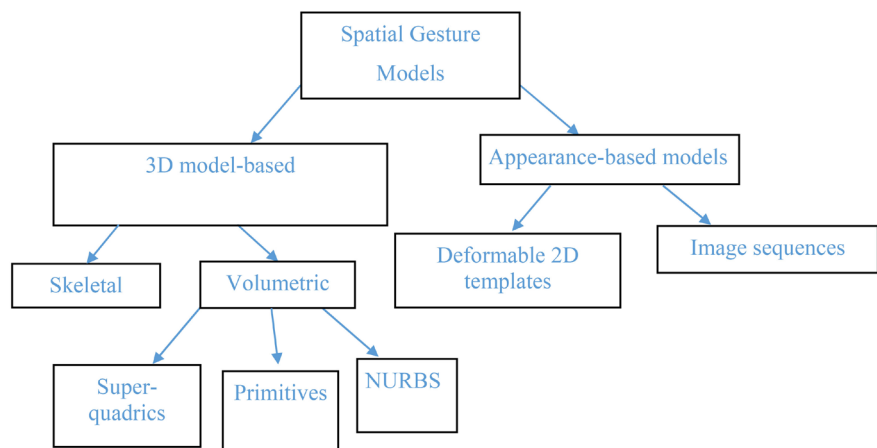 Spatial Gesture
Models
3D model-based
Appearance-based models
Deformable 2D
templates
Image sequences
Skeletal
Volumetric
Super-
quadrics
Primitives
NURBS